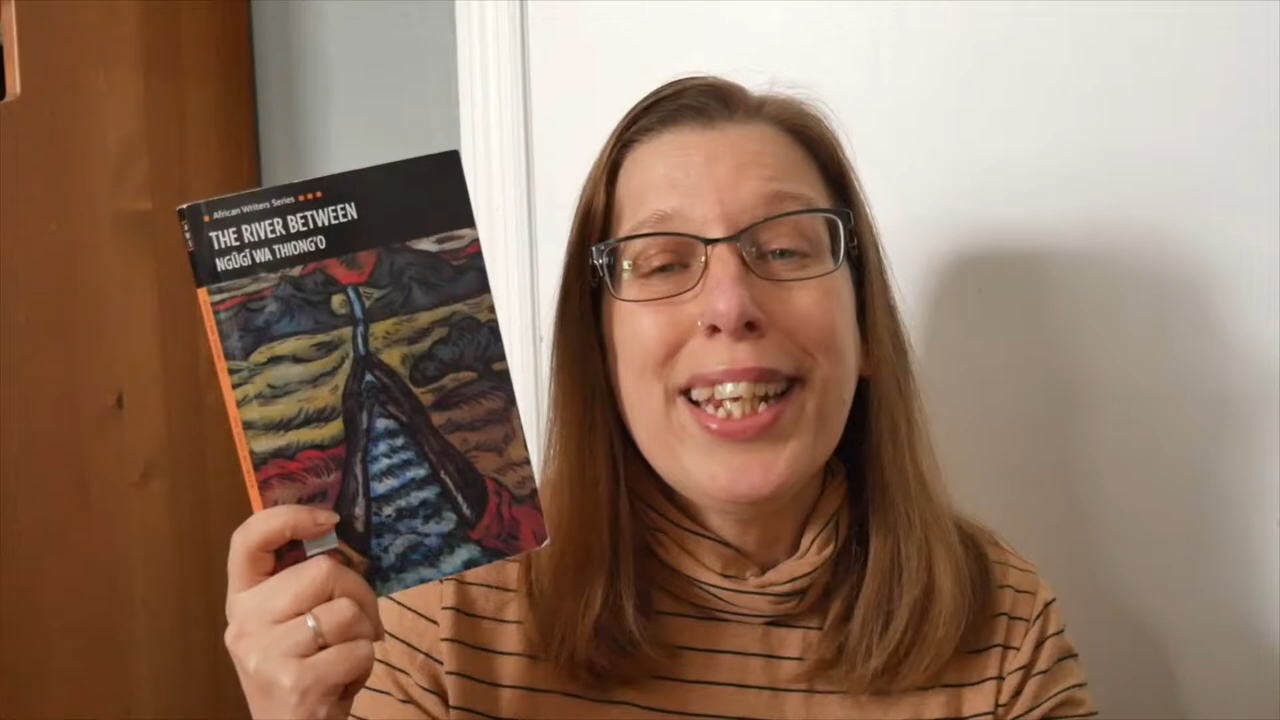 African Writers Series
THE RIVER BETWEEN
NGŨGĨ WA THIONG'O